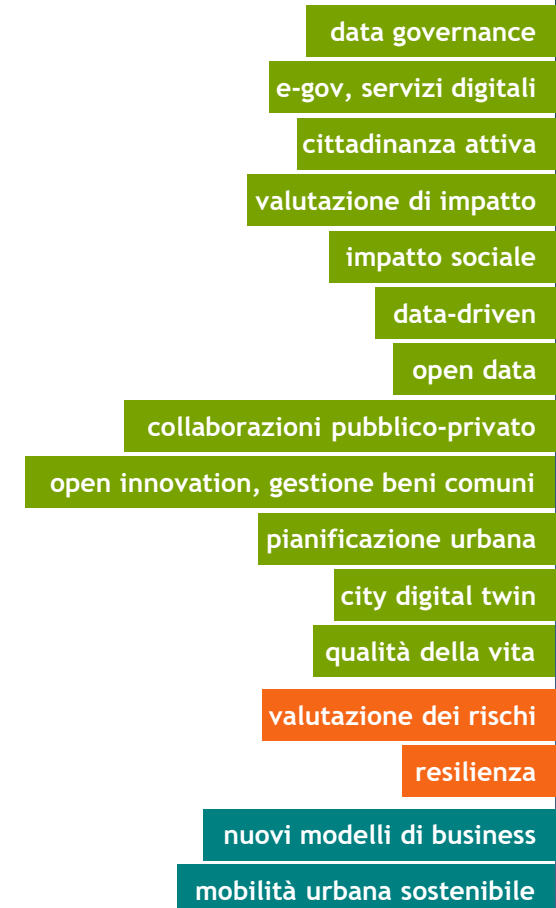 data governance
e-gov, servizi digitali
cittadinanza attiva
valutazione di impatto
impatto sociale
data-driven
open data
collaborazioni pubblico-privato
open innovation, gestione beni comuni
pianificazione urbana
city digital twin
qualità della vita
valutazione dei rischi
resilienza
nuovi modelli di business
mobilità urbana sostenibile